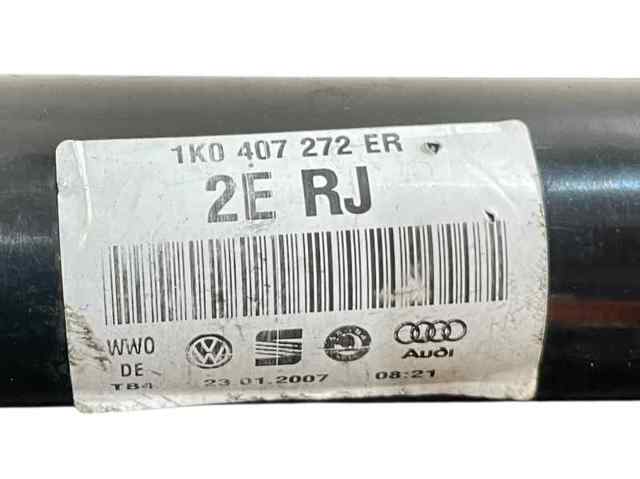 1K0 407 272 ER
2E RJ
WWO
DE Audi
TB4 23.01.2007 08:21